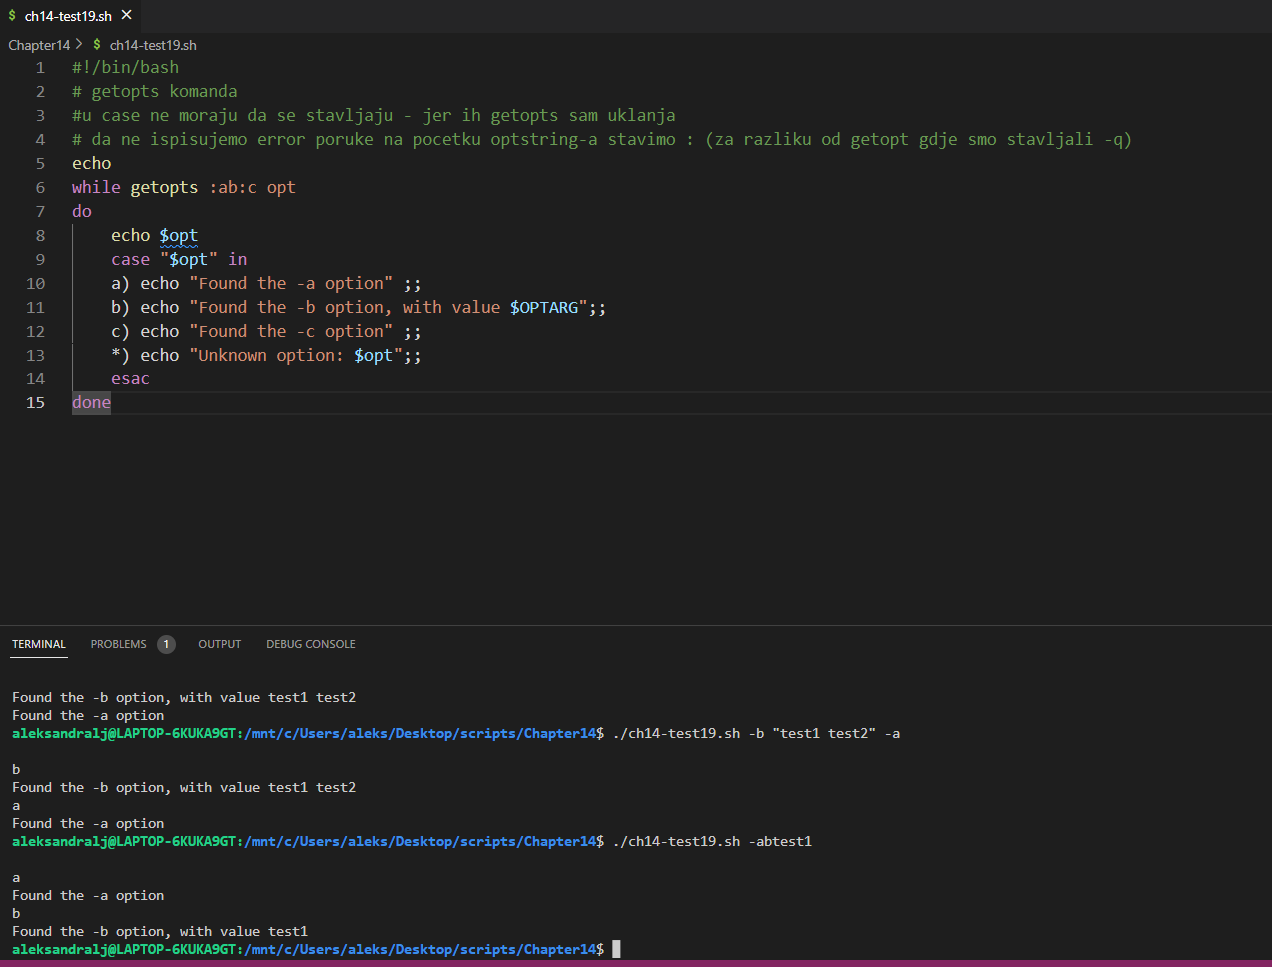 $ ch14-test19.sh ×
Chapter14 > $ ch14-test19.sh
1 #!/bin/bash
2 # getopts komanda
3 #u case ne moraju da se stavljaju - jer ih getopts sam uklanja
4 # da ne ispisujemo error poruke na pocetku optstring-a stavimo : (za razliku od getopt gdje smo stavljali -q)
5 echo
6 while getopts :ab:c opt
7 do
8 echo $opt
9 case "$opt" in
10 a) echo "Found the -a option" ;;
11 b) echo "Found the -b option, with value $OPTARG";;
12 c) echo "Found the -c option" ;;
13 *) echo "Unknown option: $opt";;
14 esac
15 done
TERMINAL PROBLEMS 1 OUTPUT DEBUG CONSOLE
Found the -b option, with value test1 test2
Found the -a option
aleksandralj@LAPTOP-6KUKA9GT:/mnt/c/Users/aleks/Desktop/scripts/Chapter14$ ./ch14-test19.sh -b "test1 test2" -a
b
Found the -b option, with value test1 test2
a
Found the -a option
aleksandralj@LAPTOP-6KUKA9GT:/mnt/c/Users/aleks/Desktop/scripts/Chapter14$ ./ch14-test19.sh -abtest1
a
Found the -a option
b
Found the -b option, with value test1
aleksandralj@LAPTOP-6KUKA9GT:/mnt/c/Users/aleks/Desktop/scripts/Chapter14$